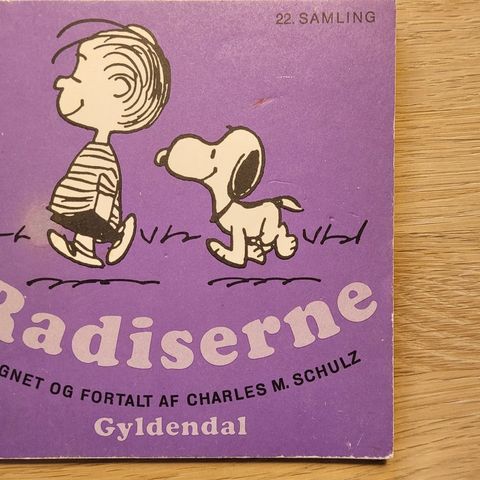 22. SAMLING
Radiserne
GNET OG FORTALT AF CHARLES M. SCHULZ
Gyldendal